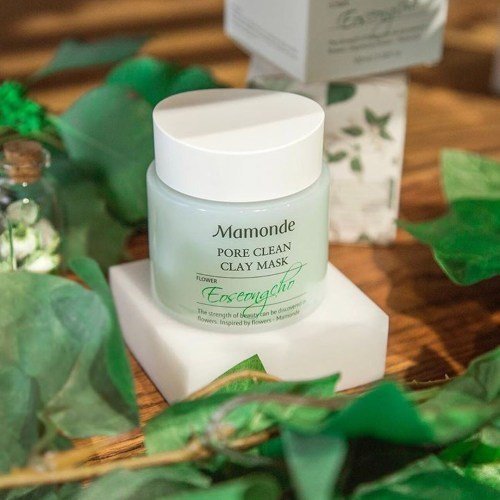 Eoseongcho
Mamonde
PORE CLEAN
CLAY MASK
FLOWER
Eoseongcho
The strength of beauty can be discovered in
flowers. Inspired by flowers - Mamonde